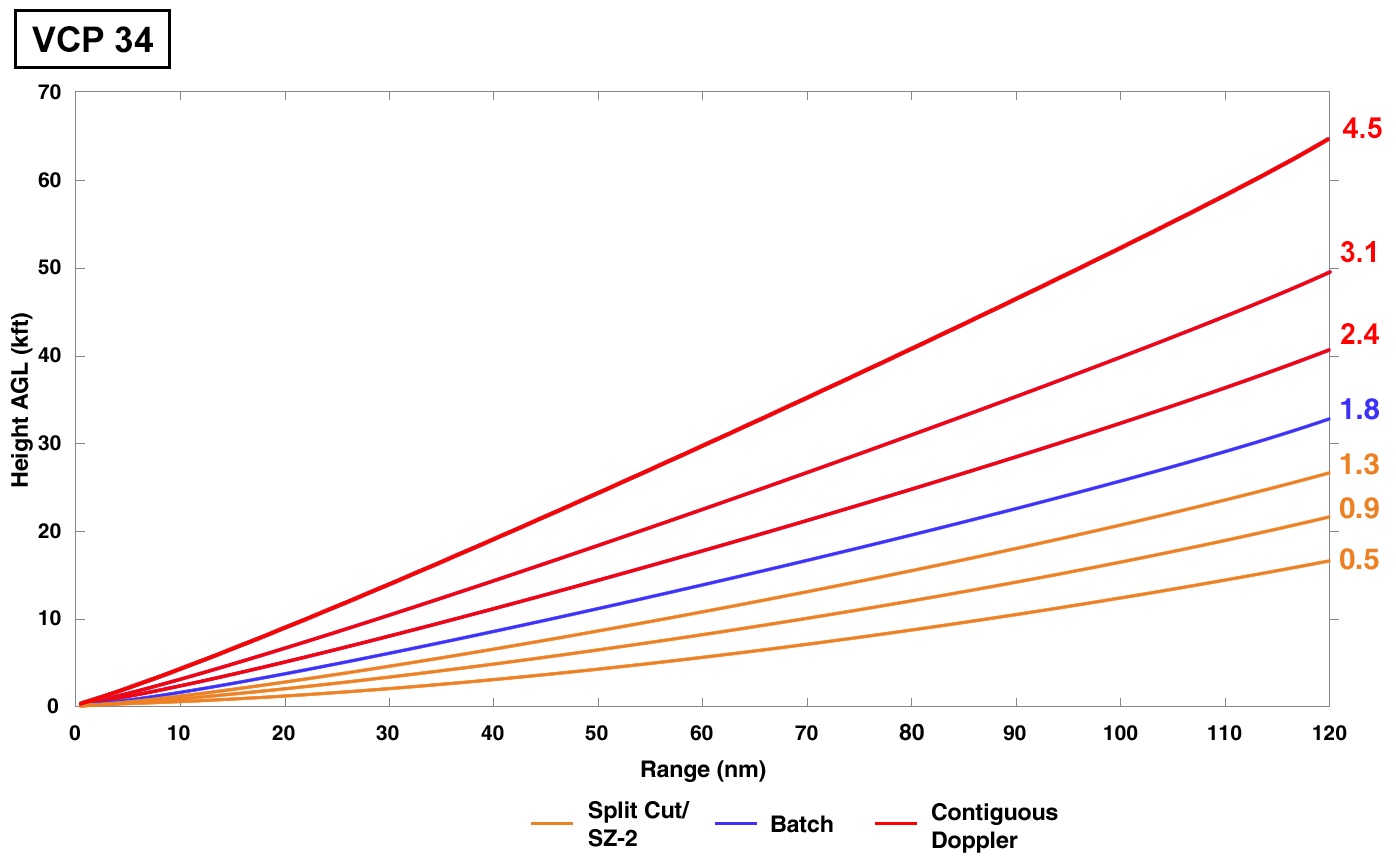 VCP 34
70
60
50
40
30
20
10
0
Height AGL (kft)
4.5
3.1
2.4
1.8
1.3
0.9
0.5
0 10 20 30 40 50 60 70 80 90 100 110 120
Range (nm)
Split Cut/
SZ-2
Batch
Contiguous
Doppler